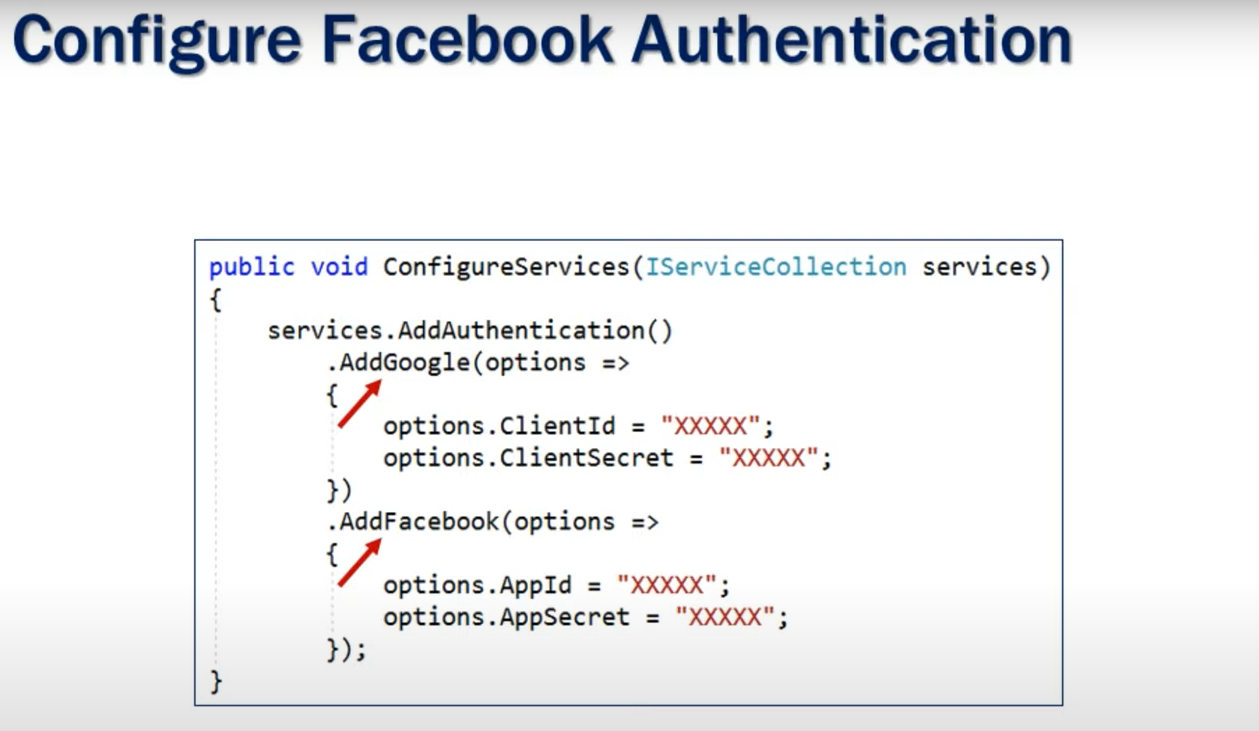 Configure Facebook Authentication
public void ConfigureServices(IServiceCollection services)
{
services.AddAuthentication()
.AddGoogle(options =>
{
options.ClientId = "XXXXX";
options.ClientSecret = "XXXXX";
})
.AddFacebook(options =>
{
options.AppId = "XXXXX";
options.AppSecret = "XXXXX";
});
}